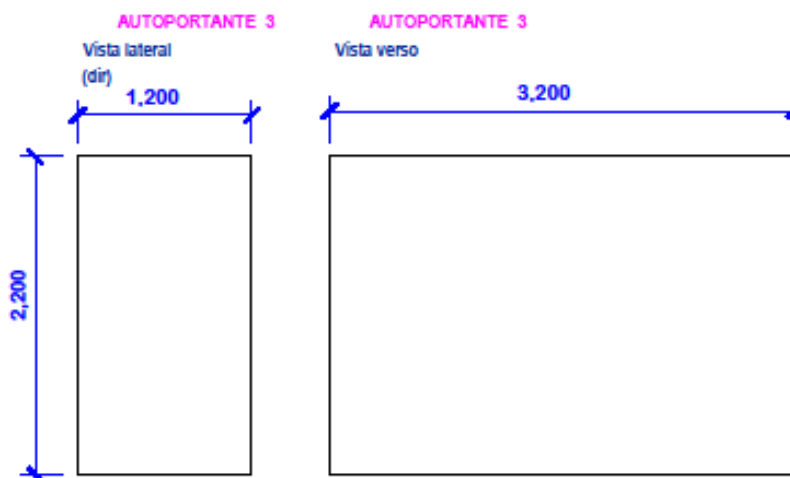 AUTOPORTANTE 3
Vista lateral
(dir)
1,200
2,200
AUTOPORTANTE 3
Vista verso
3,200